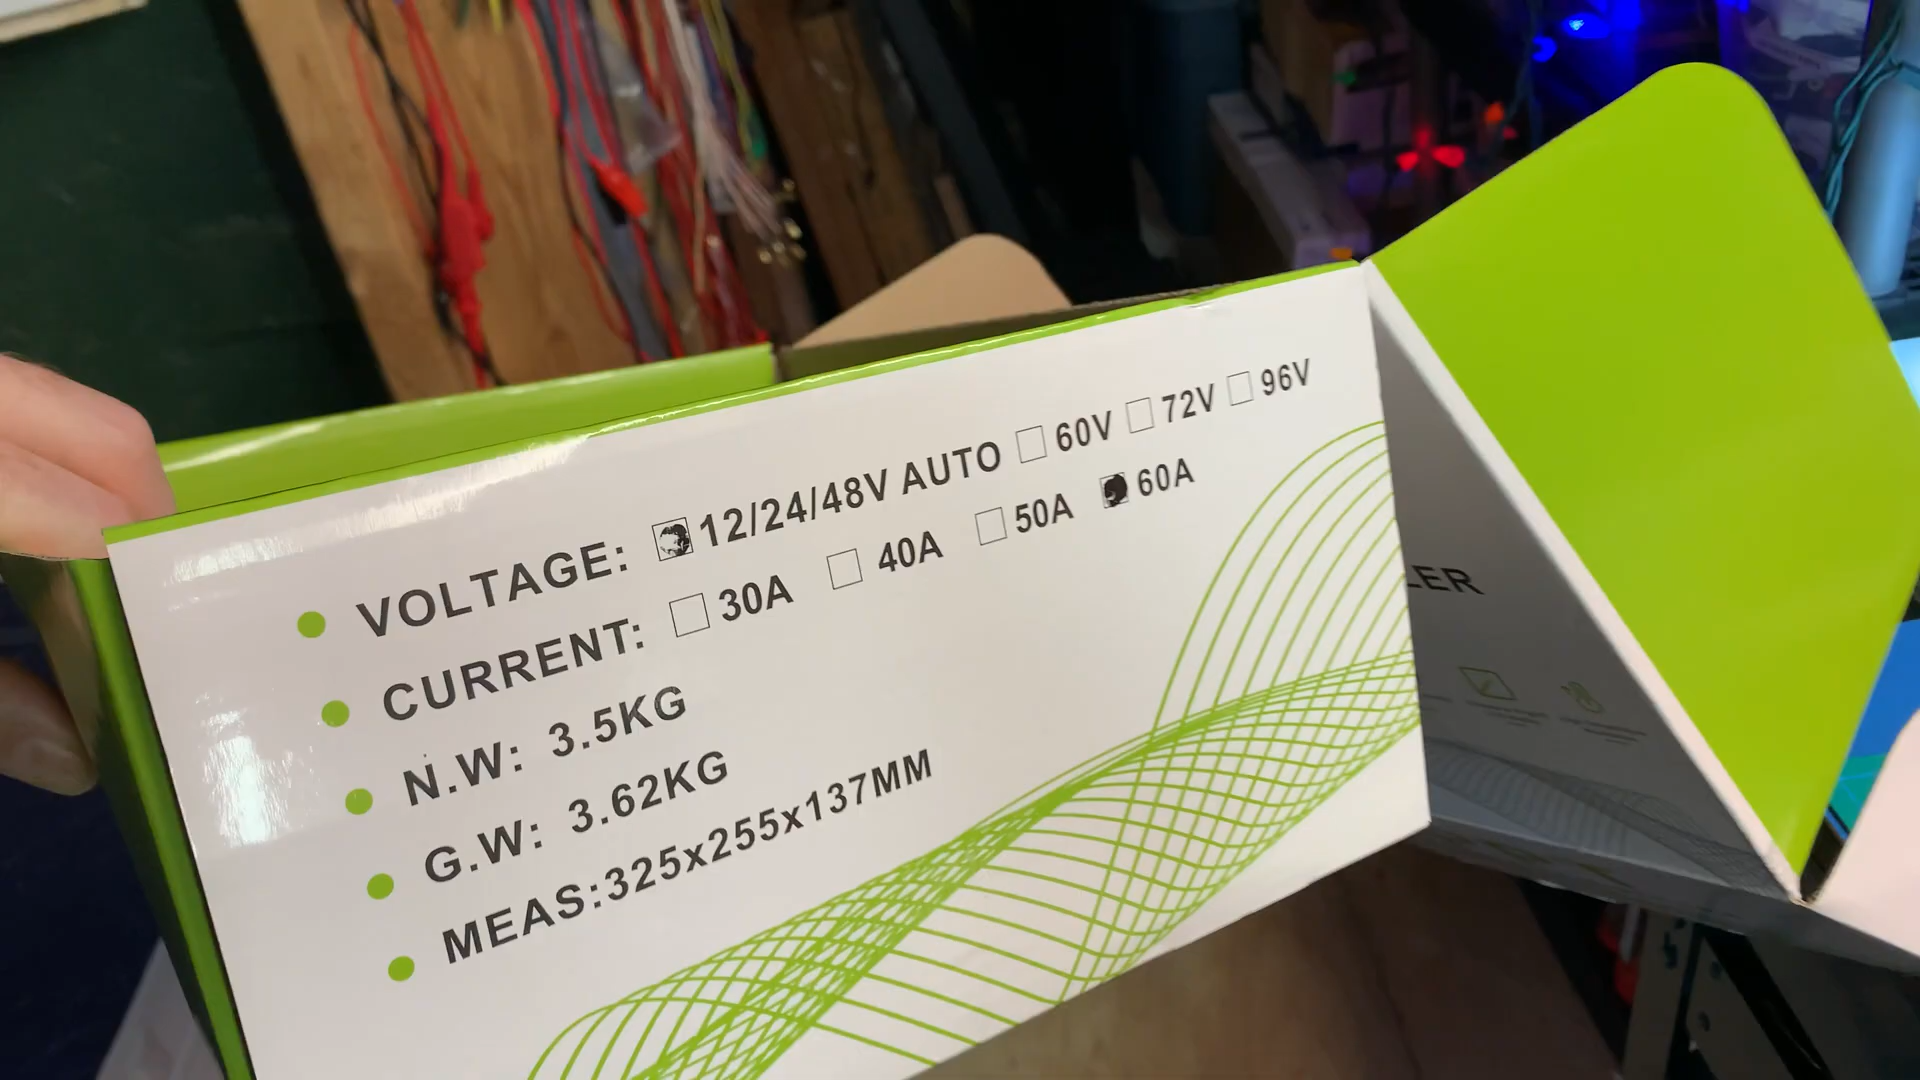 VOLTAGE: 12/24/48V AUTO 60V 72V 96V
CURRENT: 30A 40A 50A 60A
N.W: 3.5KG
G.W: 3.62KG
MEAS:325x255x137MM
LER